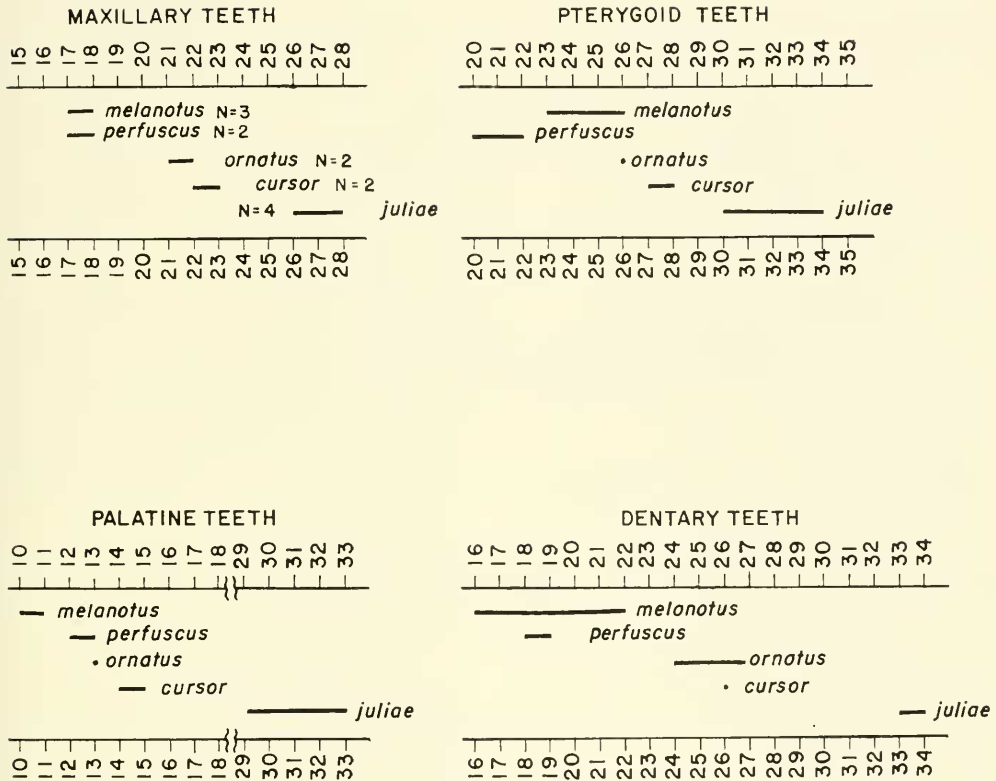 MAXILLARY TEETH
15 16 17 18 19 20 21 22 23 24 25 26 27 28
melanotus N=3
perfuscus N=2
ornatus N=2
cursor N=2
N=4 juliae
15 16 17 18 19 20 21 22 23 24 25 26 27 28
PTERYGOID TEETH
20 21 22 23 24 25 26 27 28 29 30 31 32 33 34 35
melanotus
perfuscus
ornatus
cursor
juliae
20 21 22 23 24 25 26 27 28 29 30 31 32 33 34 35
PALATINE TEETH
10 11 12 13 14 15 16 17 18 29 30 31 32 33
melanotus
perfuscus
ornatus
cursor
juliae
10 11 12 13 14 15 16 17 18 29 30 31 32 33
DENTARY TEETH
16 17 18 19 20 21 22 23 24 25 26 27 28 29 30 31 32 33 34
melanotus
perfuscus
ornatus
cursor
juliae
16 17 18 19 20 21 22 23 24 25 26 27 28 29 30 31 32 33 34